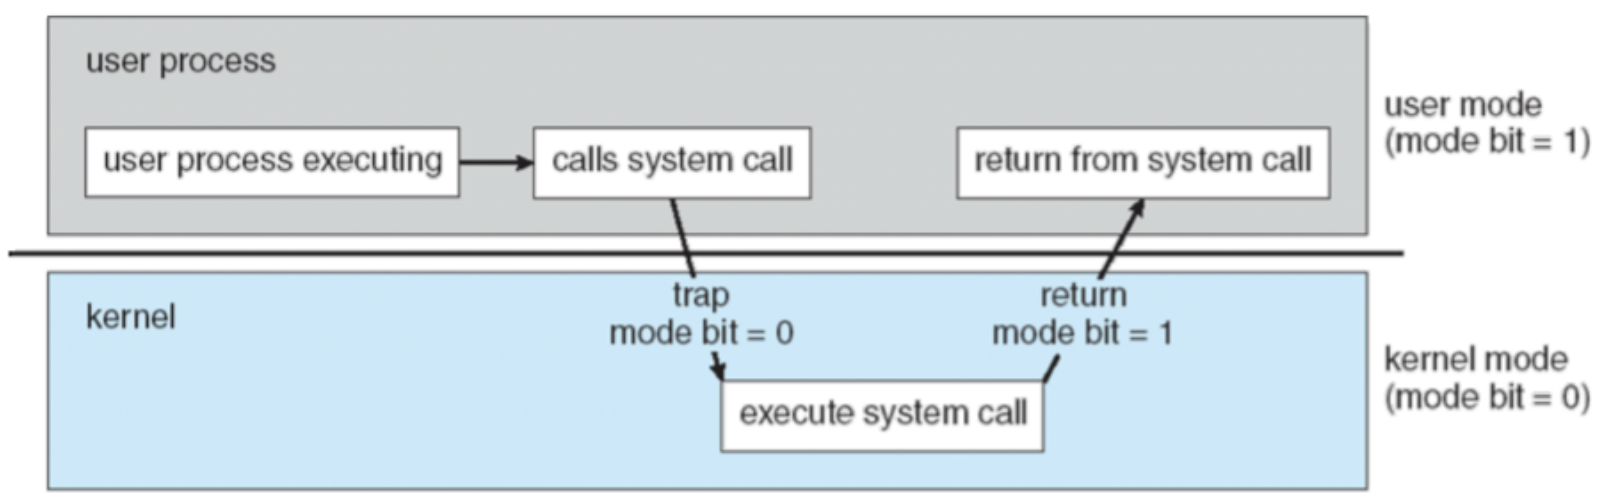 user process
user process executing
calls system call
return from system call
user mode
(mode bit = 1)
kernel
trap
mode bit = 0
return
mode bit = 1
execute system call
kernel mode
(mode bit = 0)